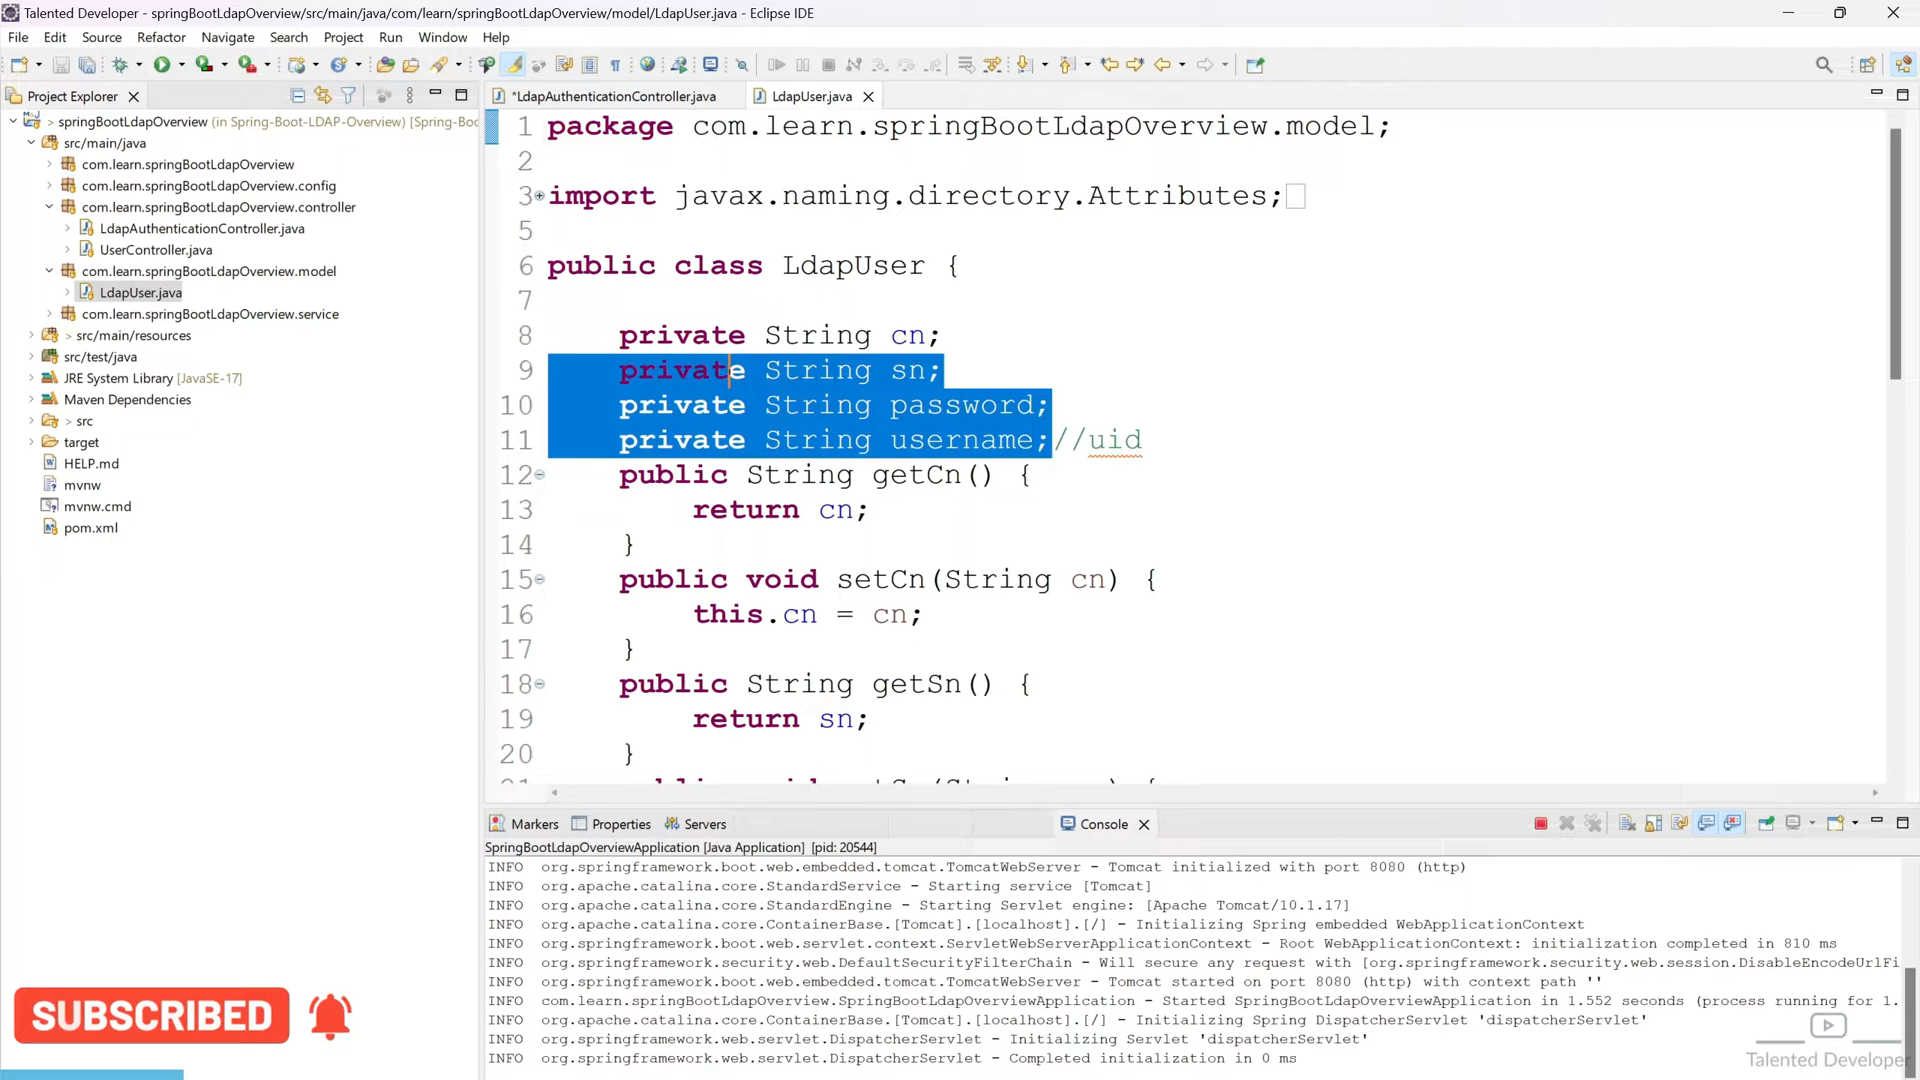 Talented Developer - springBootLdapOverview/src/main/java/com/learn/springBootLdapOverview/model/LdapUser.java - Eclipse IDE
File Edit Source Refactor Navigate Search Project Run Window Help
Project Explorer
> springBootLdapOverview (in Spring-Boot-LDAP-Overview) [Spring-Boo
src/main/java
com.learn.springBootLdapOverview
com.learn.springBootLdapOverview.config
com.learn.springBootLdapOverview.controller
LdapAuthenticationController.java
UserController.java
com.learn.springBootLdapOverview.model
LdapUser.java
com.learn.springBootLdapOverview.service
> src/main/resources
src/test/java
JRE System Library [JavaSE-17]
Maven Dependencies
> src
target
HELP.md
mvnw
mvnw.cmd
pom.xml
*LdapAuthenticationController.java LdapUser.java
1 package com.learn.springBootLdapOverview.model;
2
3 import javax.naming.directory.Attributes;
5
6 public class LdapUser {
7
8 private String cn;
9 private String sn;
10 private String password;
11 private String username;//uid
12 public String getCn() {
13 return cn;
14 }
15 public void setCn(String cn) {
16 this.cn = cn;
17 }
18 public String getSn() {
19 return sn;
20 }
Markers Properties Servers Console
SpringBootLdapOverviewApplication [Java Application] [pid: 20544]
INFO org.springframework.boot.web.embedded.tomcat.TomcatWebServer - Tomcat initialized with port 8080 (http)
INFO org.apache.catalina.core.StandardService - Starting service [Tomcat]
INFO org.apache.catalina.core.StandardEngine - Starting Servlet engine: [Apache Tomcat/10.1.17]
INFO org.apache.catalina.core.ContainerBase.[Tomcat].[localhost].[/] - Initializing Spring embedded WebApplicationContext
INFO org.springframework.boot.web.servlet.context.ServletWebServerApplicationContext - Root WebApplicationContext: initialization completed in 810 ms
INFO org.springframework.security.web.DefaultSecurityFilterChain - Will secure any request with [org.springframework.security.web.session.DisableEncodeUrlFi
INFO org.springframework.boot.web.embedded.tomcat.TomcatWebServer - Tomcat started on port 8080 (http) with context path ''
INFO com.learn.springBootLdapOverview.SpringBootLdapOverviewApplication - Started SpringBootLdapOverviewApplication in 1.552 seconds (process running for 1.
INFO org.apache.catalina.core.ContainerBase.[Tomcat].[localhost].[/] - Initializing Spring DispatcherServlet 'dispatcherServlet'
INFO org.springframework.web.servlet.DispatcherServlet - Initializing Servlet 'dispatcherServlet'
INFO org.springframework.web.servlet.DispatcherServlet - Completed initialization in 0 ms
SUBSCRIBED
Talented Developer